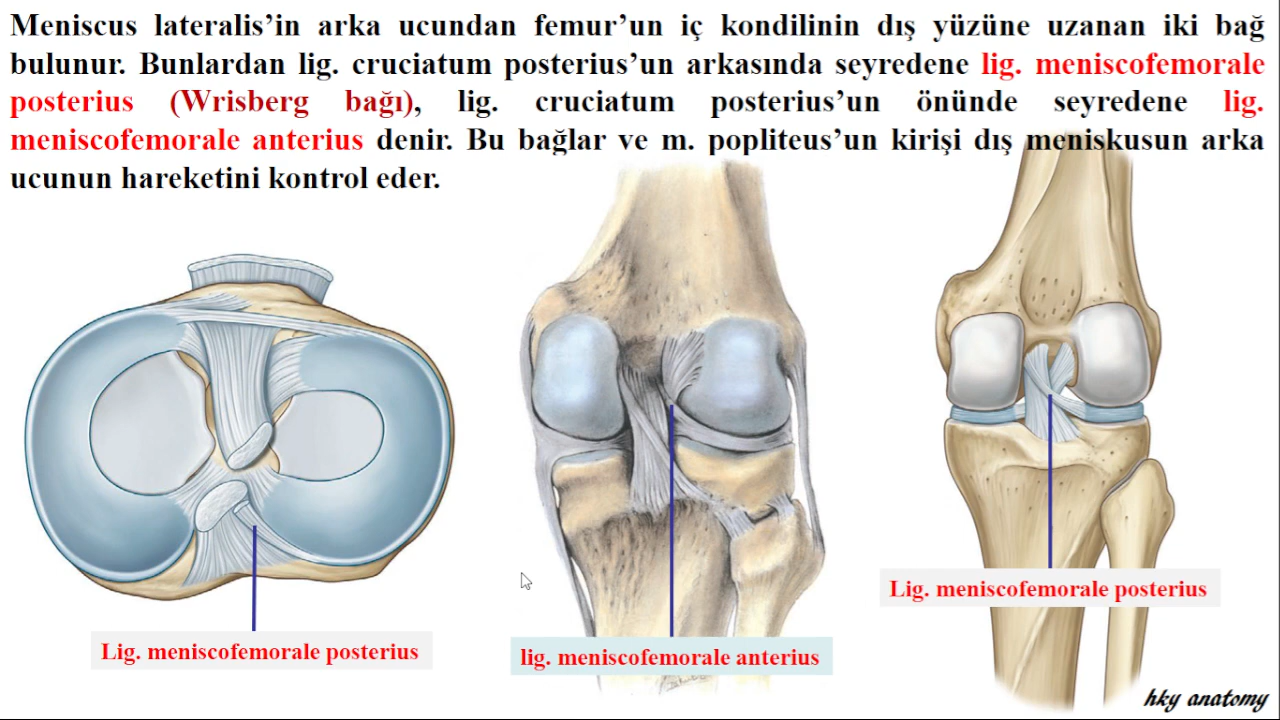 Meniscus lateralis’in arka ucundan femur’un iç kondilinin dış yüzüne uzanan iki bağ
bulunur. Bunlardan lig. cruciatum posterius’un arkasında seyredene lig. meniscofemorale
posterius (Wrisberg bağı), lig. cruciatum posterius’un önünde seyredene lig.
meniscofemorale anterius denir. Bu bağlar ve m. popliteus’un kirişi dış meniskusun arka
ucunun hareketini kontrol eder.
Lig. meniscofemorale posterius
lig. meniscofemorale anterius
Lig. meniscofemorale posterius
hky anatomy